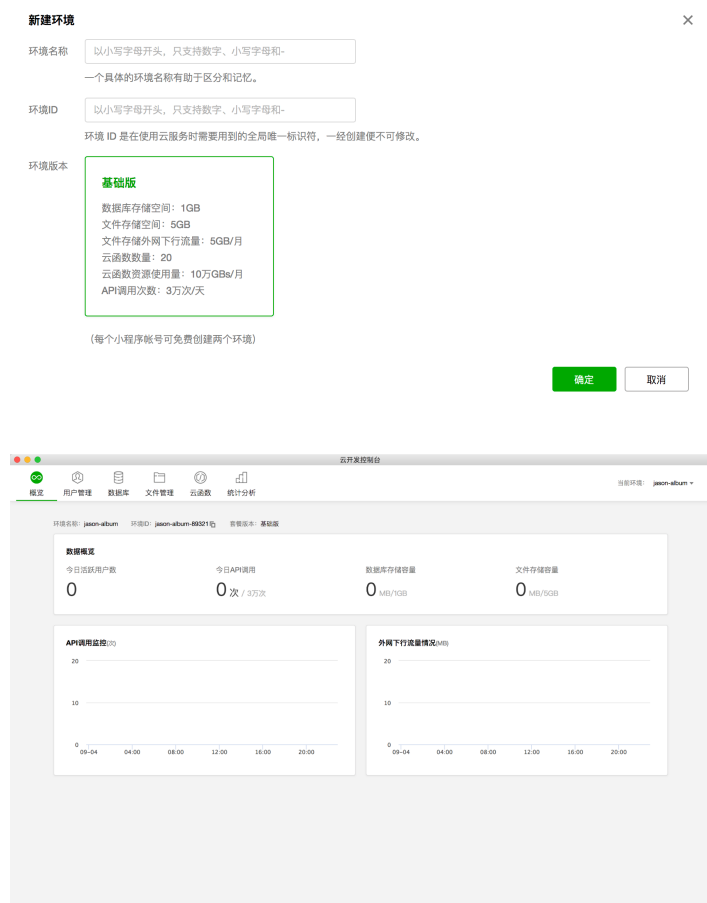 新建环境
环境名称
以小写字母开头，只支持数字、小写字母和-
一个具体的环境名称有助于区分和记忆。
环境ID
以小写字母开头，只支持数字、小写字母和-
环境 ID 是在使用云服务时需要用到的全局唯一标识符，一经创建便不可修改。
环境版本
基础版
数据库存储空间：1GB
文件存储空间：5GB
文件存储外网下行流量：5GB/月
云函数数量：20
云函数资源使用量：10万GBs/月
API调用次数：3万次/天
（每个小程序帐号可免费创建两个环境）
确定 取消
云开发控制台
概览 用户管理 数据库 文件管理 云函数 统计分析 当前环境： jason-album
环境名称：jason-album 环境ID：jason-album-89321 套餐版本：基础版
数据概览
今日活跃用户数 今日API调用 数据库存储容量 文件存储容量
0 0 次 / 3万次 0 MB/1GB 0 MB/5GB
API调用监控(次) 外网下行流量情况(MB)
20 20
10 10
0 0
09-04 04:00 08:00 12:00 16:00 20:00 09-04 04:00 08:00 12:00 16:00 20:00